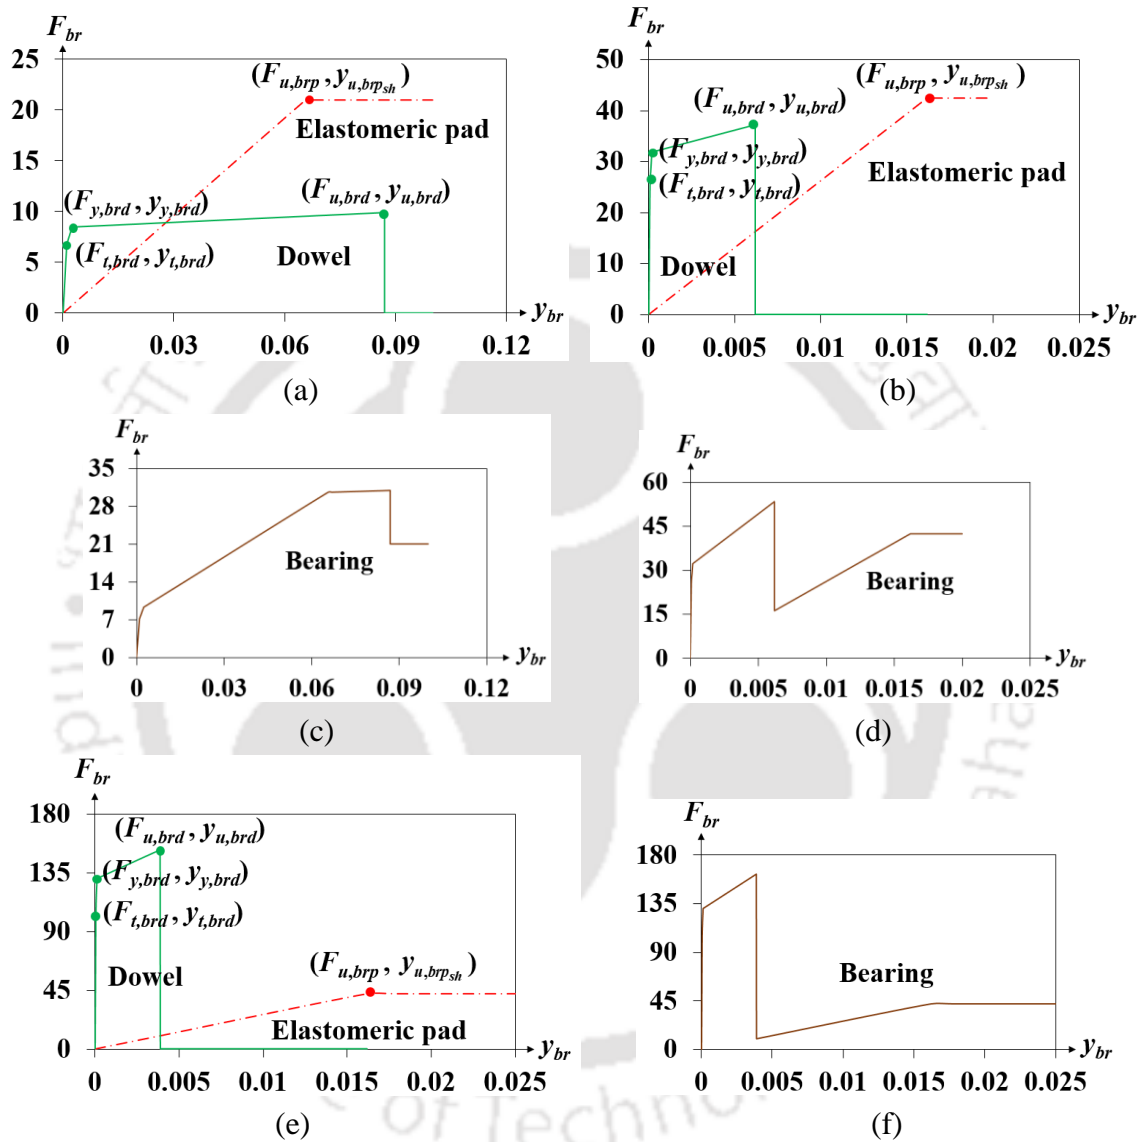 F_br
25
20
15
10
5
0
(F_u,brp, y_u,brp_sh)
Elastomeric pad
(F_y,brd, y_y,brd)
(F_u,brd, y_u,brd)
(F_t,brd, y_t,brd)
Dowel
y_br
0 0.03 0.06 0.09 0.12
(a)
F_br
50
40
30
20
10
0
(F_u,brp, y_u,brp_sh)
(F_u,brd, y_u,brd)
(F_y,brd, y_y,brd)
Elastomeric pad
(F_t,brd, y_t,brd)
Dowel
y_br
0 0.005 0.01 0.015 0.02 0.025
(b)
F_br
35
28
21
14
7
0
Bearing
y_br
0 0.03 0.06 0.09 0.12
(c)
F_br
60
45
30
15
0
Bearing
y_br
0 0.005 0.01 0.015 0.02 0.025
(d)
F_br
180
135
90
45
0
(F_u,brd, y_u,brd)
(F_y,brd, y_y,brd)
(F_t,brd, y_t,brd)
Dowel
(F_u,brp, y_u,brp_sh)
Elastomeric pad
y_br
0 0.005 0.01 0.015 0.02 0.025
(e)
F_br
180
135
90
45
0
Bearing
y_br
0 0.005 0.01 0.015 0.02 0.025
(f)
of Techno